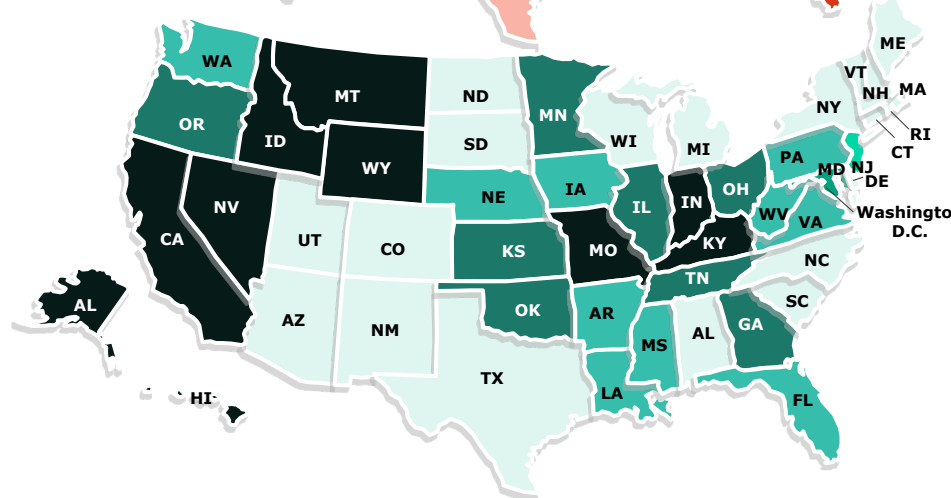 ME
WA
VT
NH
MA
MT
ND
NY
MN
OR
RI
ID
SD
WI
MI
CT
PA
WY
MD
NJ
DE
NE
IA
OH
IL
IN
NV
WV
VA
Washingto
D.C.
CA
UT
CO
KS
MO
KY
NC
TN
AL
SC
AZ
NM
OK
AR
GA
AL
MS
TX
LA
HI
FL